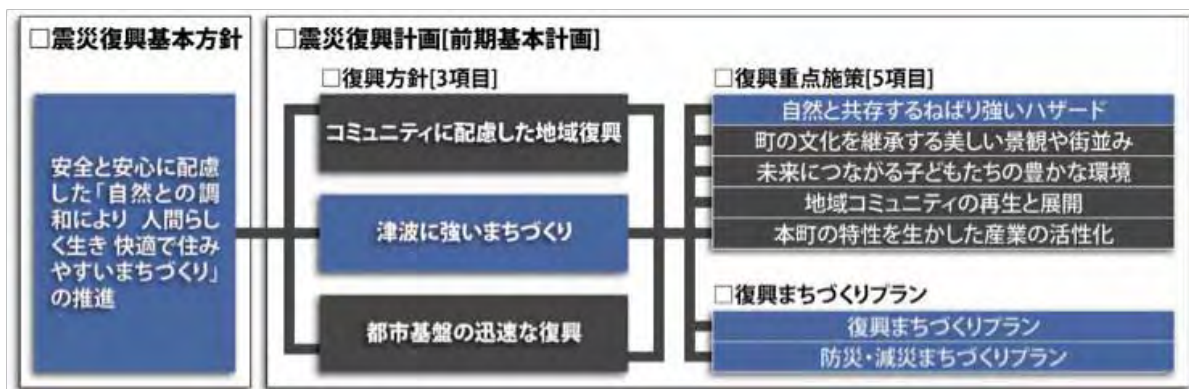 □震災復興基本方針
安全と安心に配慮
した「自然との調
和により 人間らし
く生き 快適で住み
やすいまちづくり」
の推進
□震災復興計画[前期基本計画]
□復興方針[3項目]
コミュニティに配慮した地域復興
津波に強いまちづくり
都市基盤の迅速な復興
□復興重点施策[5項目]
自然と共存するねばり強いハザード
町の文化を継承する美しい景観や街並み
未来につながる子どもたちの豊かな環境
地域コミュニティの再生と展開
本町の特性を生かした産業の活性化
□復興まちづくりプラン
復興まちづくりプラン
防災・減災まちづくりプラン